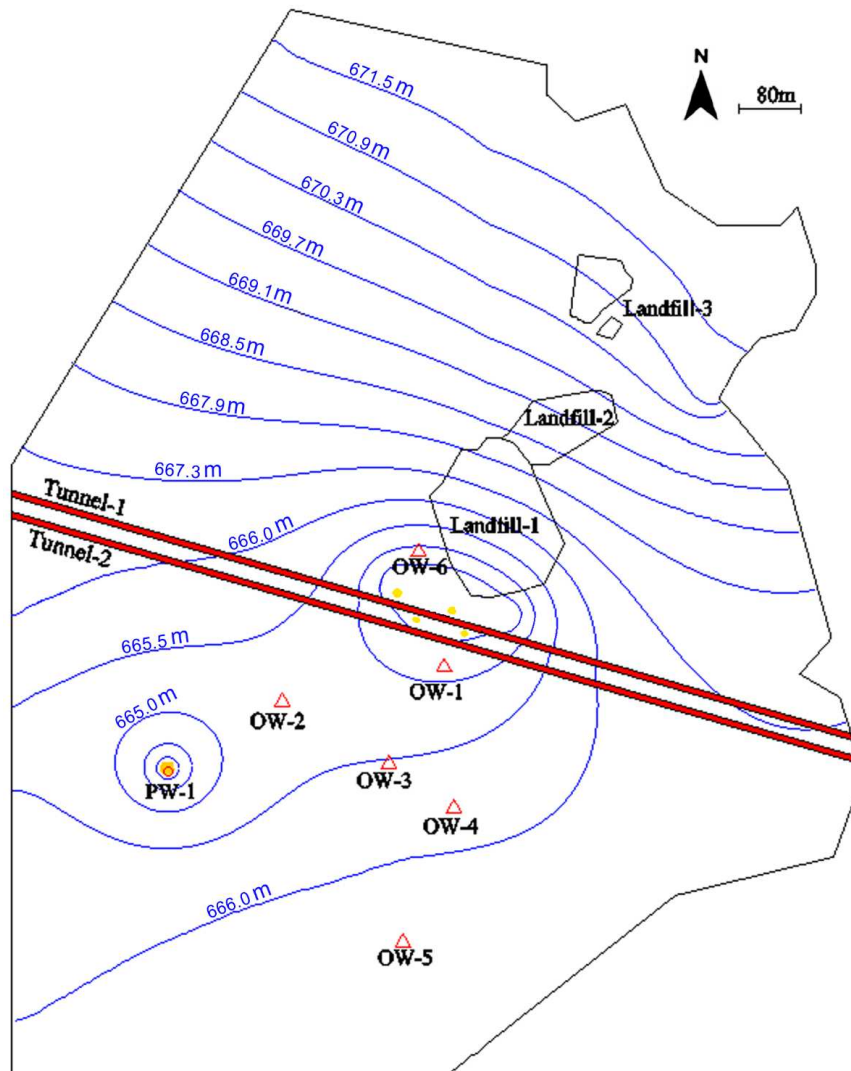 671.5 m
N
80m
670.9 m
670.3 m
669.7 m
669.1 m
Landfill-3
668.5 m
667.9 m
Landfill-2
667.3 m
Tunnel-1
666.0 m
Landfill-1
Tunnel-2
OW-6
665.5 m
OW-1
665.0 m
OW-2
PW-1
OW-3
OW-4
666.0 m
OW-5